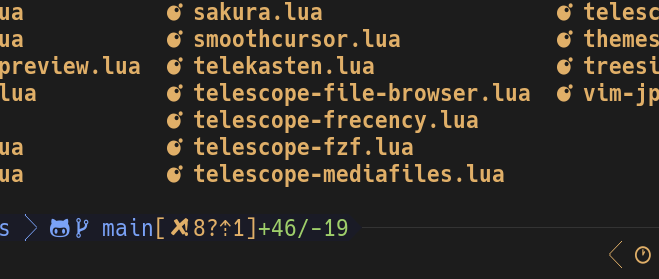 ua sakura.lua telesc
ua smoothcursor.lua themes
preview.lua telekasten.lua treesi
lua telescope-file-browser.lua vim-jp
telescope-frecency.lua
ua telescope-fzf.lua
ua telescope-mediafiles.lua
s main[✘8?⇡1]+46/-19